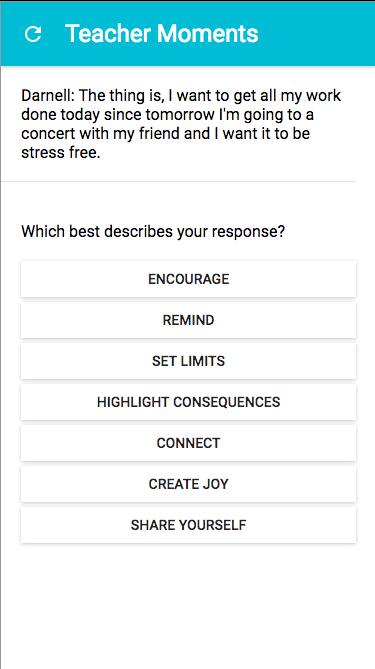 Teacher Moments
Darnell: The thing is, I want to get all my work
done today since tomorrow I'm going to a
concert with my friend and I want it to be
stress free.
Which best describes your response?
ENCOURAGE
REMIND
SET LIMITS
HIGHLIGHT CONSEQUENCES
CONNECT
CREATE JOY
SHARE YOURSELF